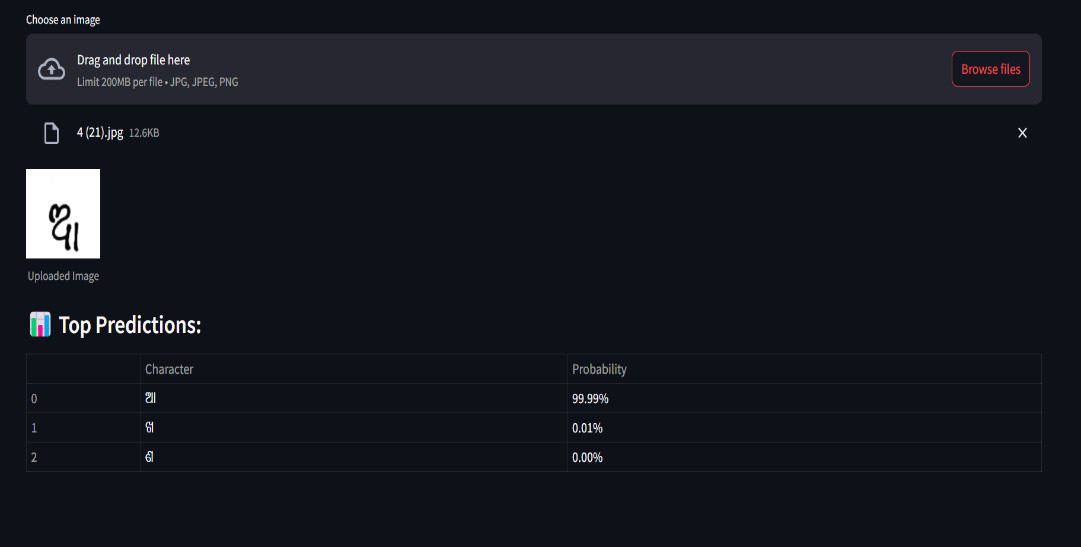 Choose an image
Drag and drop file here
Limit 200MB per file • JPG, JPEG, PNG
Browse files
4 (21).jpg 12.6KB
ଆ
Uploaded Image
Top Predictions:
Character Probability
0 ଆ 99.99%
1 ଖ 0.01%
2 ଣ 0.00%